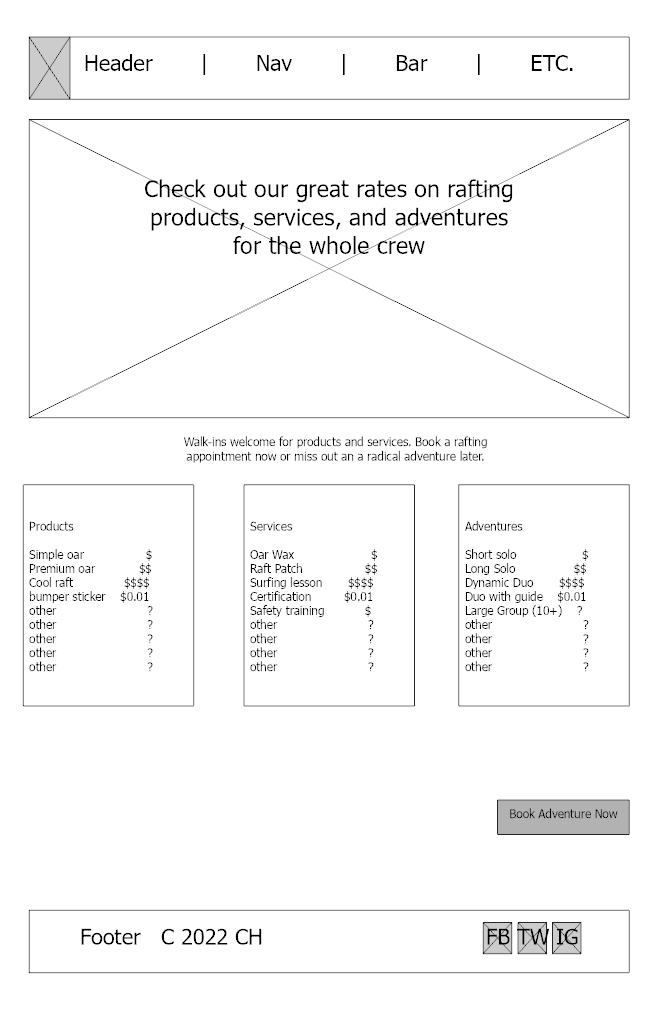 Header | Nav | Bar | ETC.
Check out our great rates on rafting
products, services, and adventures
for the whole crew
Walk-ins welcome for products and services. Book a rafting
appointment now or miss out an a radical adventure later.
Products
Simple oar $
Premium oar $$
Cool raft $$$$
bumper sticker $0.01
other ?
other ?
other ?
other ?
other ?
Services
Oar Wax $
Raft Patch $$
Surfing lesson $$$$
Certification $0.01
Safety training $
other ?
other ?
other ?
other ?
Adventures
Short solo $
Long Solo $$
Dynamic Duo $$$$
Duo with guide $0.01
Large Group (10+) ?
other ?
other ?
other ?
other ?
Book Adventure Now
Footer C 2022 CH FB TW IG